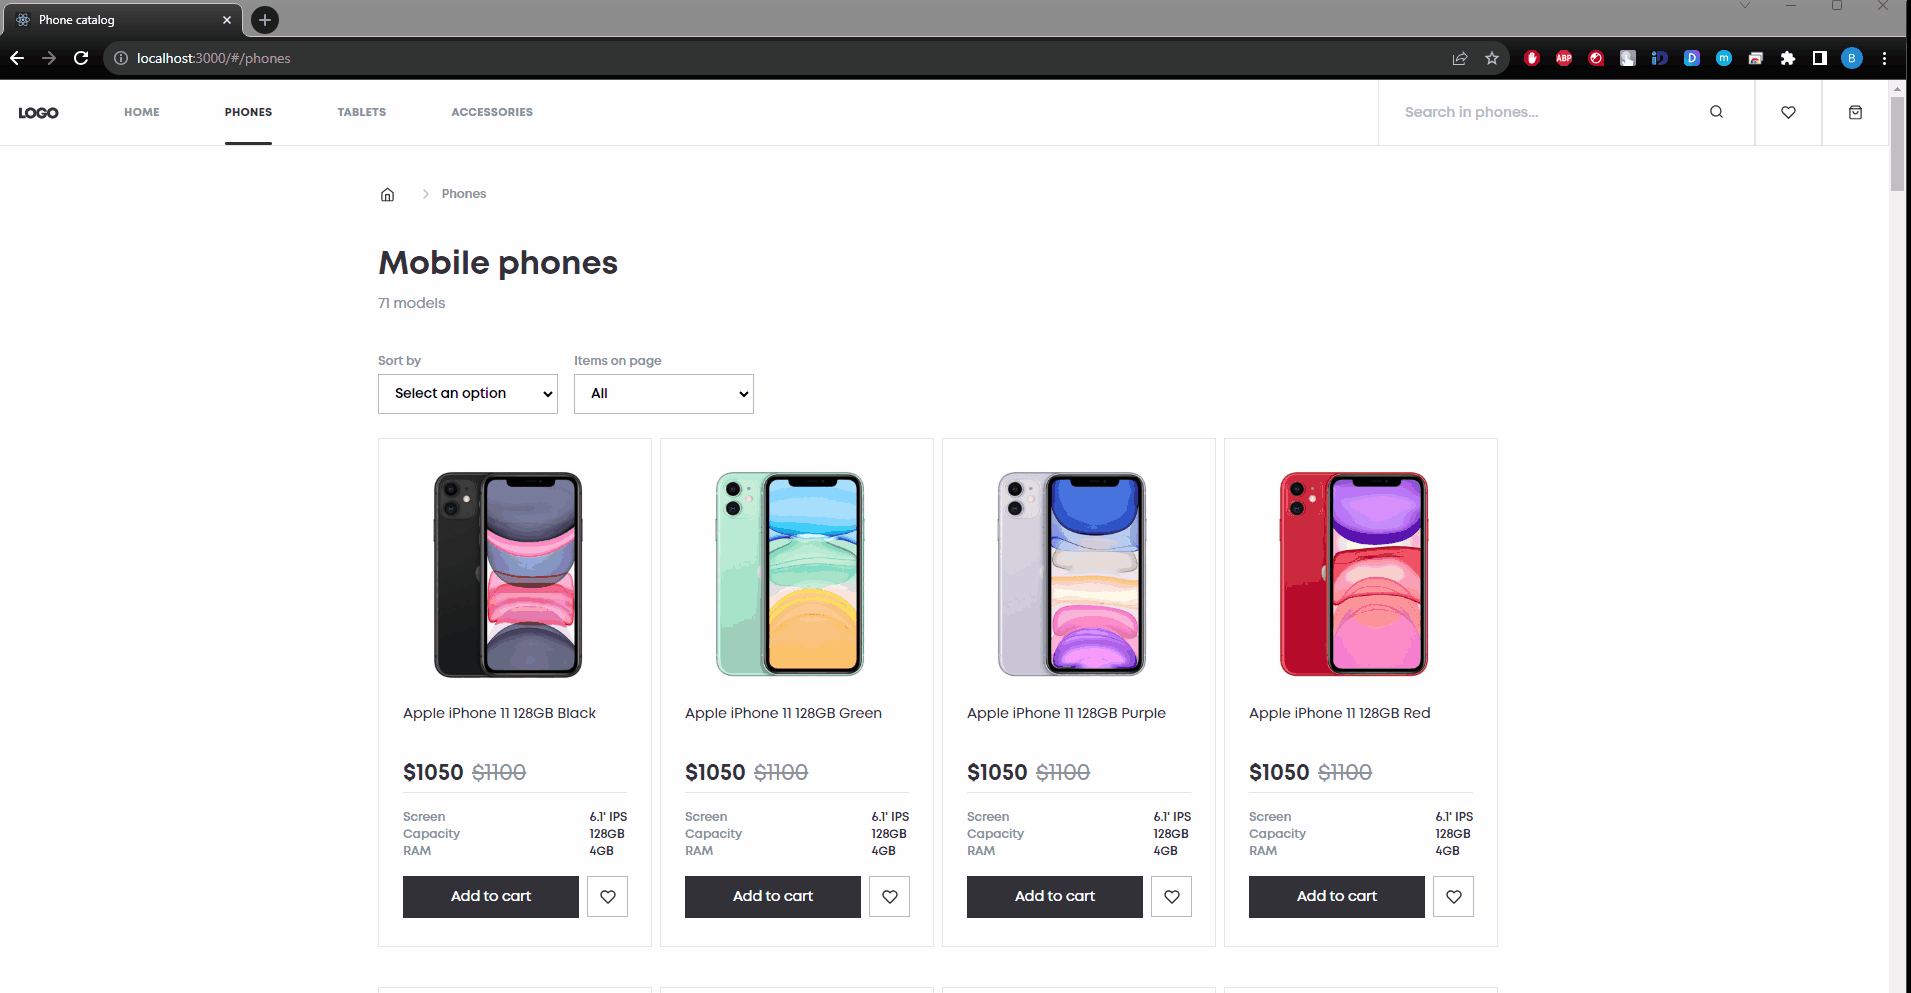 Phone catalog
localhost:3000/#/phones
ABP
D
m
B
LOGO HOME PHONES TABLETS ACCESSORIES Search in phones...
Phones
Mobile phones
71 models
Sort by Items on page
Select an option All
Apple iPhone 11 128GB Black Apple iPhone 11 128GB Green Apple iPhone 11 128GB Purple Apple iPhone 11 128GB Red
$1050 $1100 $1050 $1100 $1050 $1100 $1050 $1100
Screen 6.1' IPS Screen 6.1' IPS Screen 6.1' IPS Screen 6.1' IPS
Capacity 128GB Capacity 128GB Capacity 128GB Capacity 128GB
RAM 4GB RAM 4GB RAM 4GB RAM 4GB
Add to cart Add to cart Add to cart Add to cart